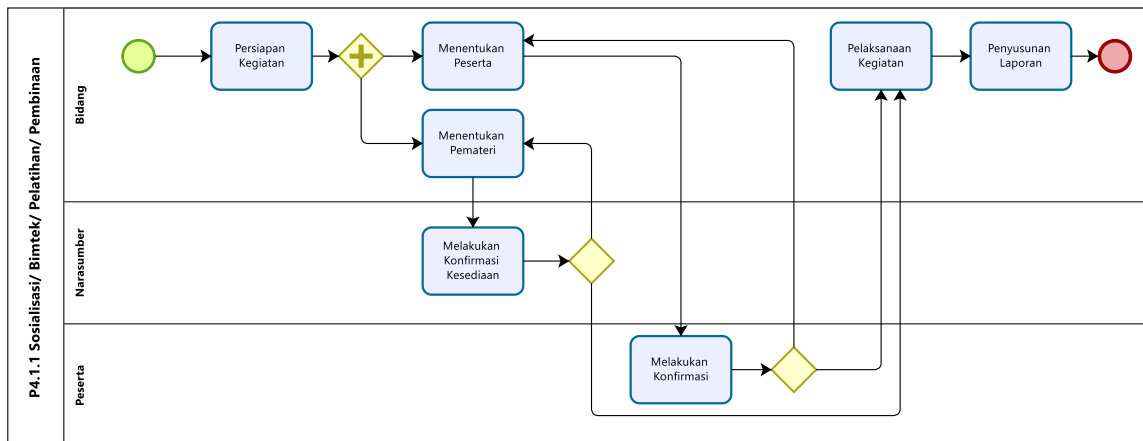 P4.1.1 Sosialisasi/ Bimtek/ Pelatihan/ Pembinaan
Bidang
Persiapan
Kegiatan
Menentukan
Peserta
Menentukan
Pemateri
Pelaksanaan
Kegiatan
Penyusunan
Laporan
Narasumber
Melakukan
Konfirmasi
Kesediaan
Peserta
Melakukan
Konfirmasi